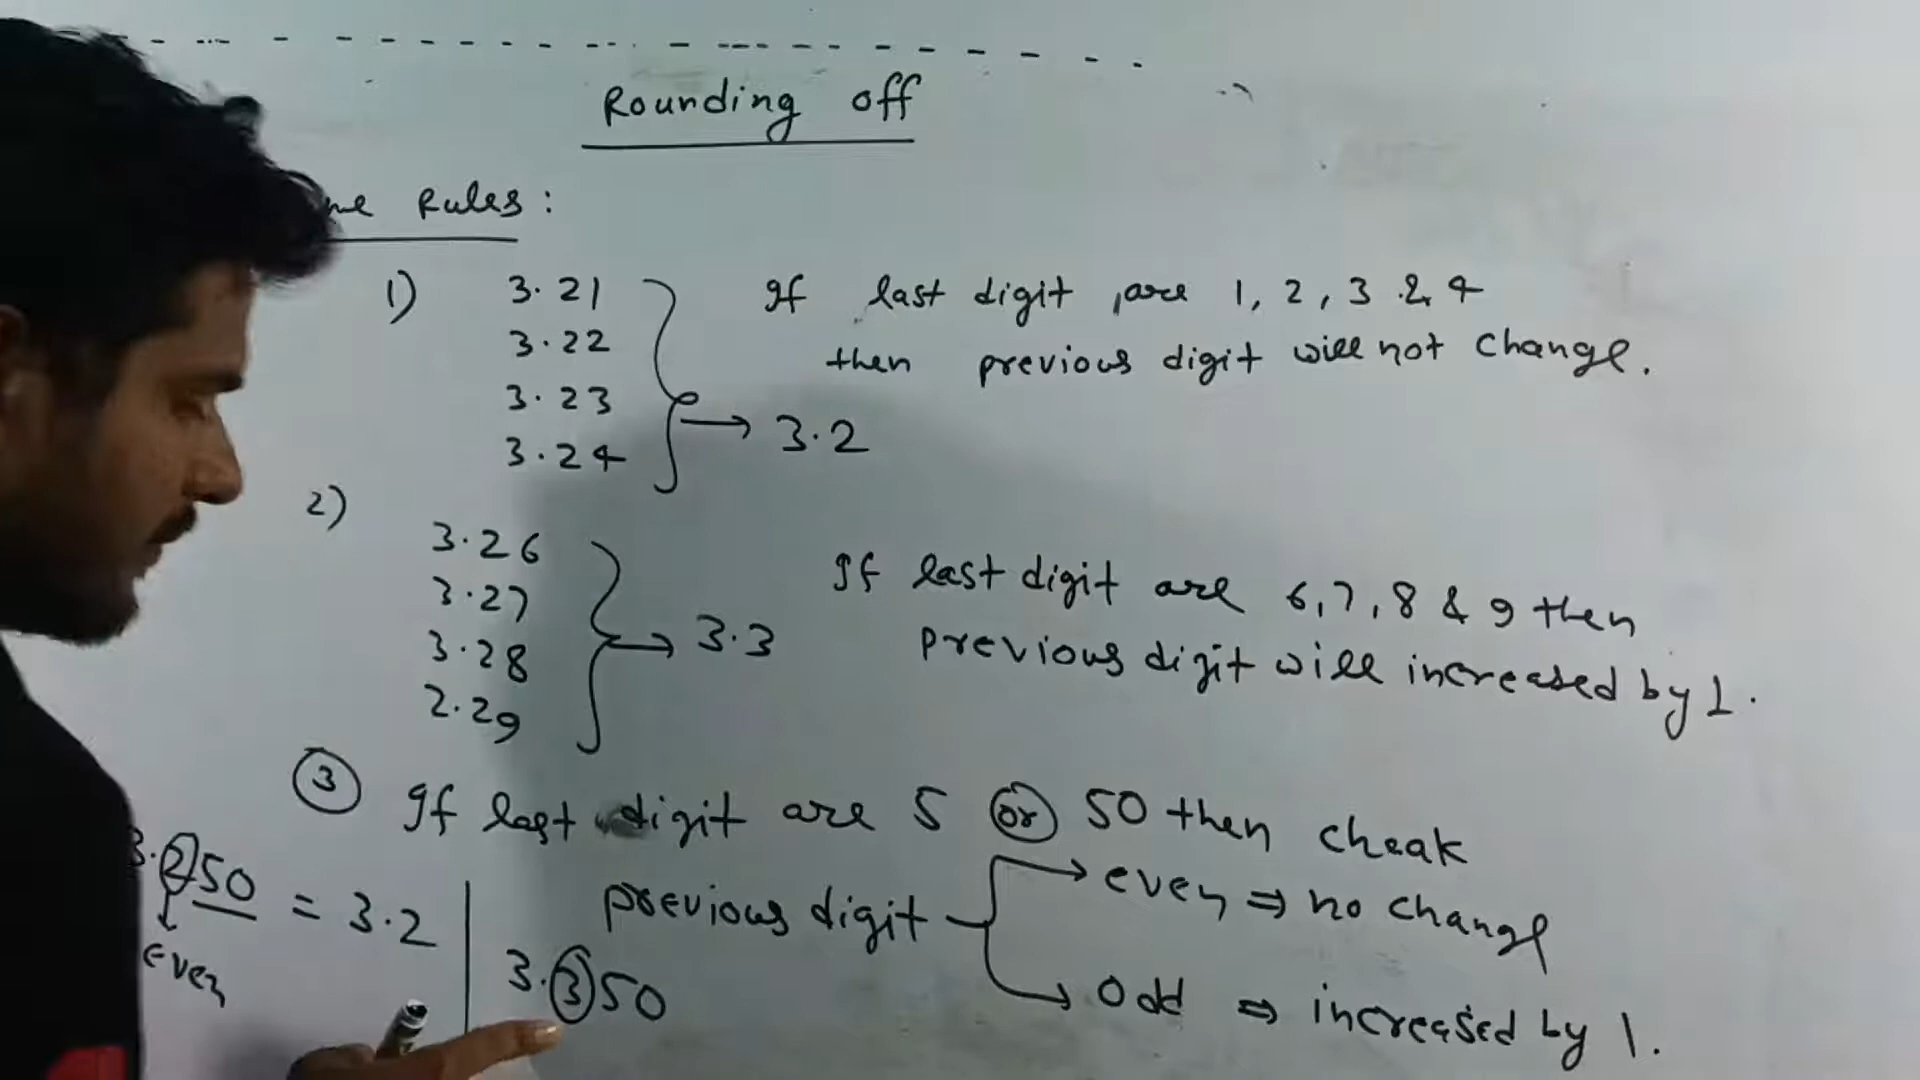 Rounding off
Rules:
1) 3.21
3.22
3.23
3.24
→ 3.2
If last digit are 1, 2, 3 & 4
then previous digit will not change.
2)
3.26
3.27
3.28
2.29
→ 3.3
If last digit are 6,7,8 & 9 then
previous digit will increased by 1.
3 If last digit are 5 or 50 then cheak
previous digit → even ⇒ no change
→ odd ⇒ increased by 1.
3.250 = 3.2
even
3.350